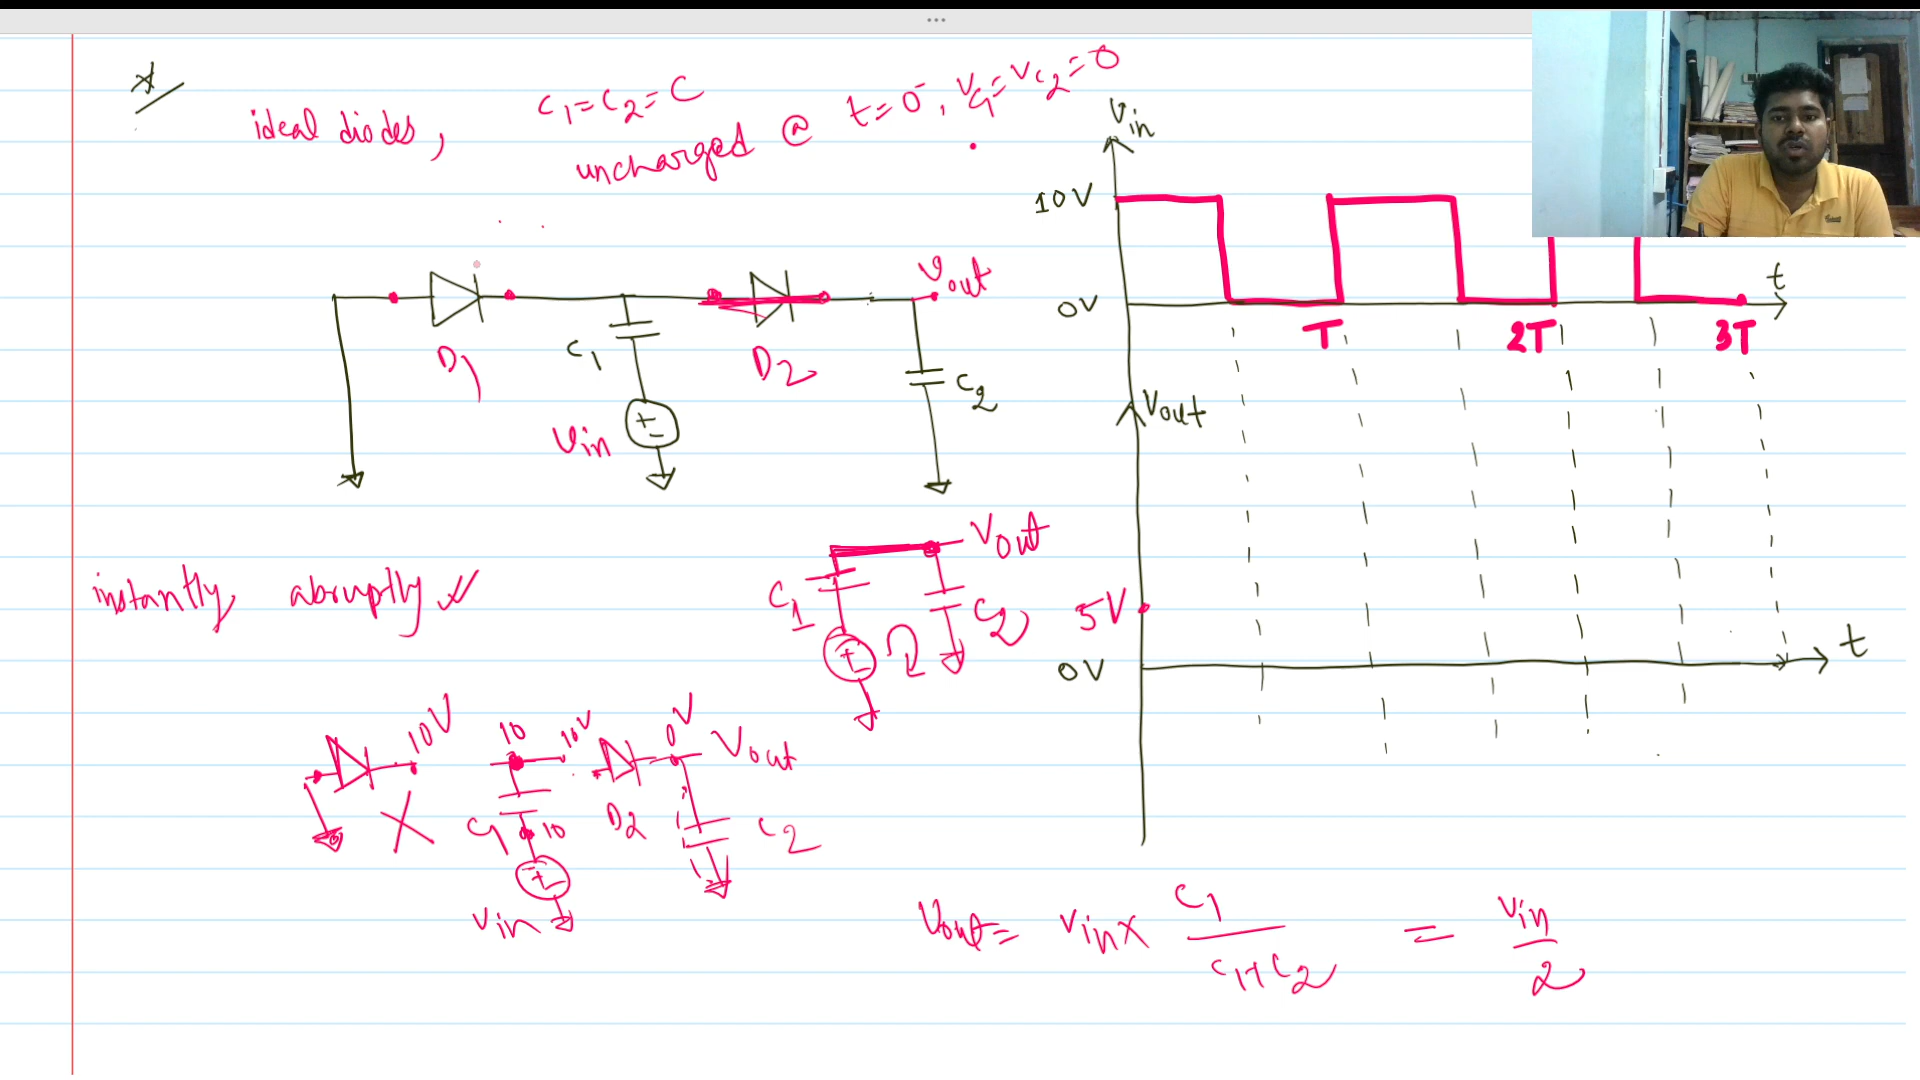 ideal diodes, C1 = C2 = C
uncharged @ t = 0-, VC1 = VC2 = 0
Vin
10V
0V
t
T 2T 3T
D1
C1
Vin
+-
D2
Vout
C2
Vout
5V
0V
t
instantly, abruptly ✓
Vout
C1
C2
+
10V
X
10
10V
C1
10
+
Vin
D2
0V
Vout
C2
Vout = Vin x C1 / C1+C2 = Vin / 2